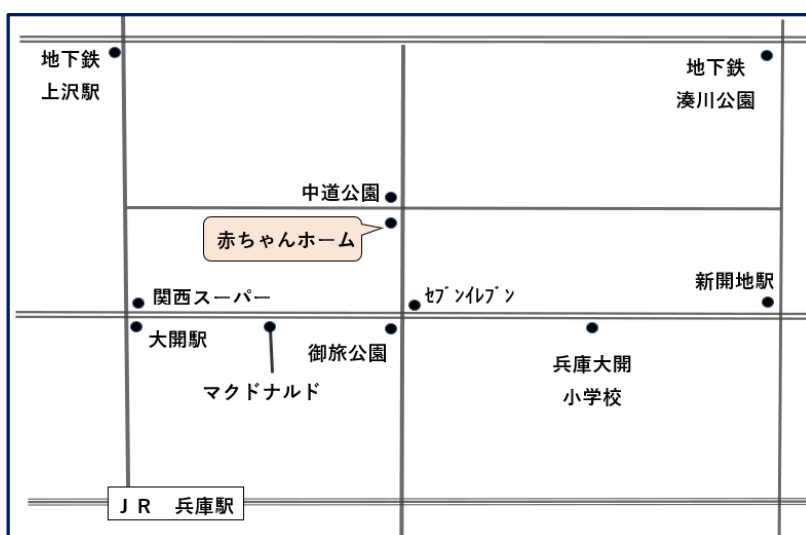 地下鉄
上沢駅
地下鉄
湊川公園
中道公園
赤ちゃんホーム
関西スーパー
ｾﾌﾞﾝｲﾚﾌﾞﾝ
新開地駅
大開駅
御旅公園
兵庫大開
小学校
マクドナルド
ＪＲ　兵庫駅